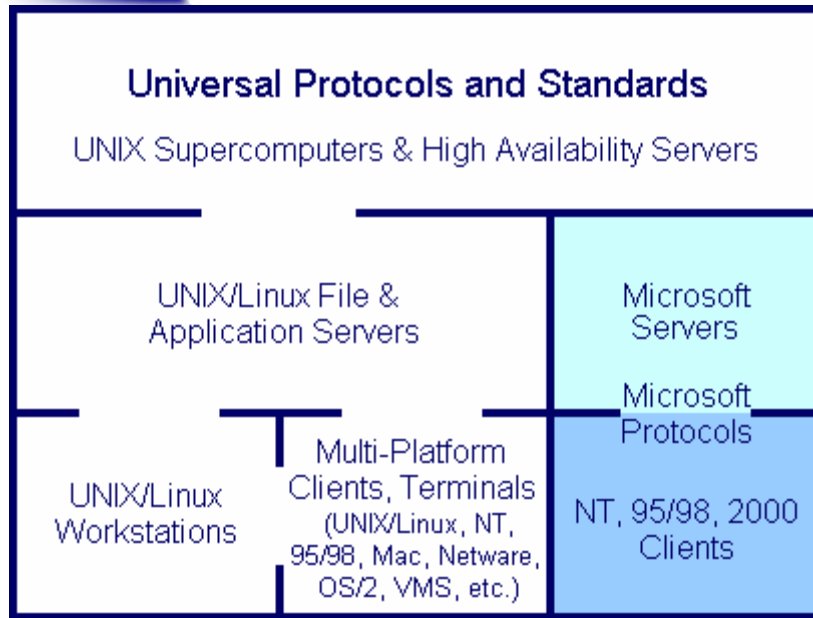 Universal Protocols and Standards
UNIX Supercomputers & High Availability Servers
UNIX/Linux File &
Application Servers
Microsoft
Servers
Microsoft
Protocols
UNIX/Linux
Workstations
Multi-Platform
Clients, Terminals
(UNIX/Linux, NT,
95/98, Mac, Netware,
OS/2, VMS, etc.)
NT, 95/98, 2000
Clients